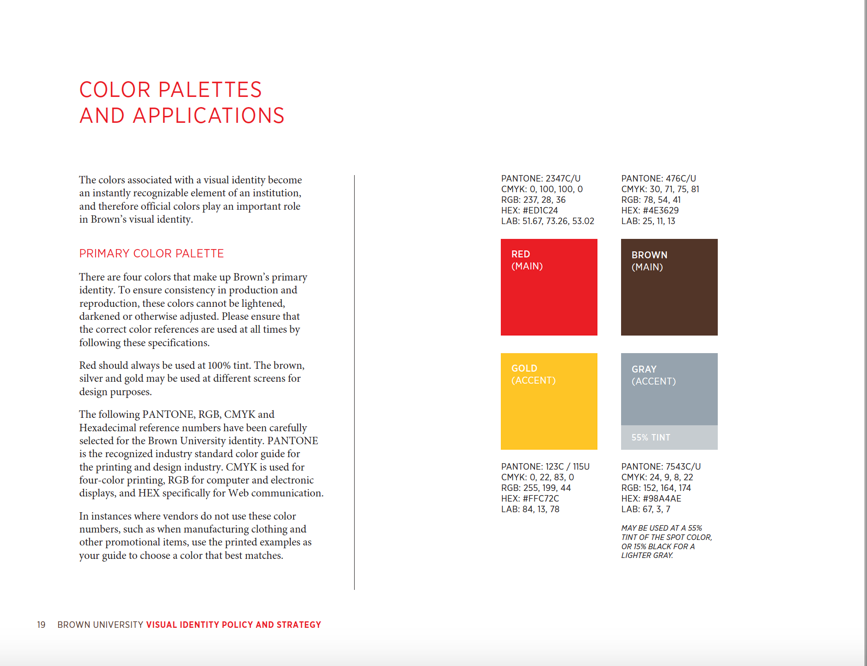 COLOR PALETTES
AND APPLICATIONS
The colors associated with a visual identity become
an instantly recognizable element of an institution,
and therefore official colors play an important role
in Brown’s visual identity.
PRIMARY COLOR PALETTE
There are four colors that make up Brown’s primary
identity. To ensure consistency in production and
reproduction, these colors cannot be lightened,
darkened or otherwise adjusted. Please ensure that
the correct color references are used at all times by
following these specifications.
Red should always be used at 100% tint. The brown,
silver and gold may be used at different screens for
design purposes.
The following PANTONE, RGB, CMYK and
Hexadecimal reference numbers have been carefully
selected for the Brown University identity. PANTONE
is the recognized industry standard color guide for
the printing and design industry. CMYK is used for
four-color printing, RGB for computer and electronic
displays, and HEX specifically for Web communication.
In instances where vendors do not use these color
numbers, such as when manufacturing clothing and
other promotional items, use the printed examples as
your guide to choose a color that best matches.
PANTONE: 2347C/U
CMYK: 0, 100, 100, 0
RGB: 237, 28, 36
HEX: #ED1C24
LAB: 51.67, 73.26, 53.02
RED
(MAIN)
PANTONE: 476C/U
CMYK: 30, 71, 75, 81
RGB: 78, 54, 41
HEX: #4E3629
LAB: 25, 11, 13
BROWN
(MAIN)
GOLD
(ACCENT)
PANTONE: 123C / 115U
CMYK: 0, 22, 83, 0
RGB: 255, 199, 44
HEX: #FFC72C
LAB: 84, 13, 78
GRAY
(ACCENT)
55% TINT
PANTONE: 7543C/U
CMYK: 24, 9, 8, 22
RGB: 152, 164, 174
HEX: #98A4AE
LAB: 67, 3, 7
MAY BE USED AT A 55%
TINT OF THE SPOT COLOR,
OR 15% BLACK FOR A
LIGHTER GRAY.
19 BROWN UNIVERSITY VISUAL IDENTITY POLICY AND STRATEGY